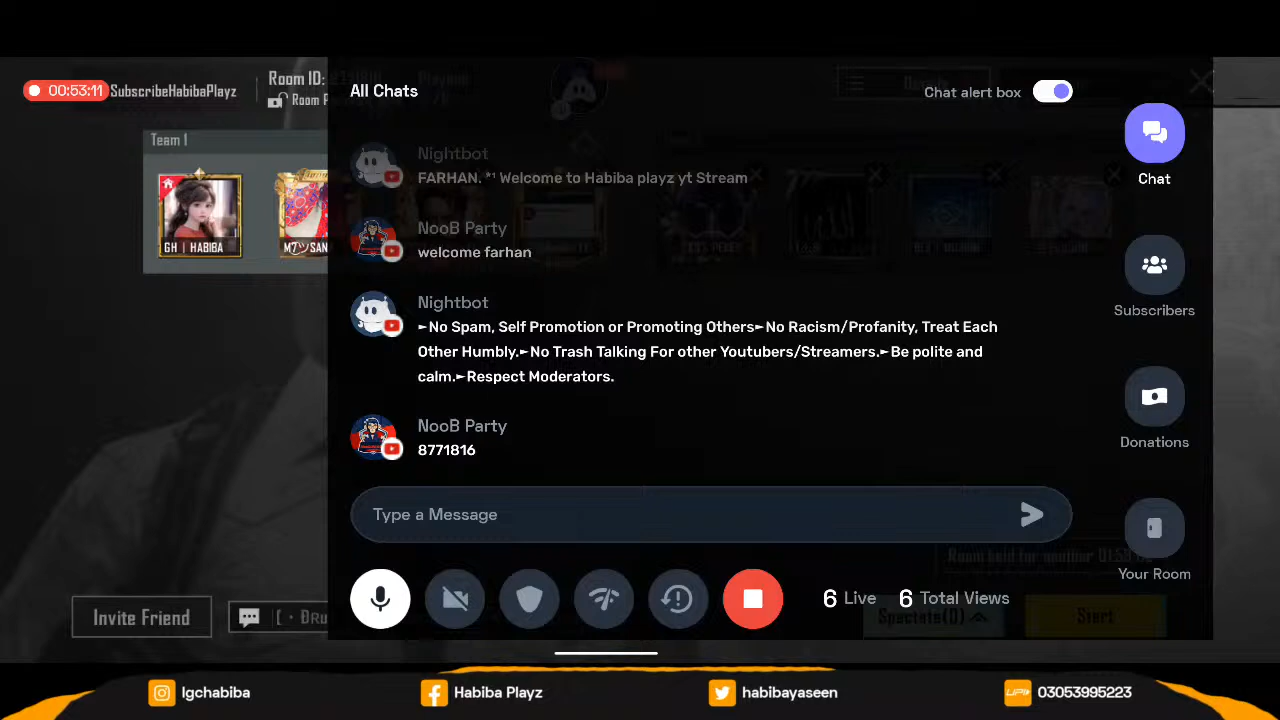 00:53:11
SubscribeHabibaPlayz
Room ID:
Room P
All Chats
Chat alert box
Team 1
GH | HABIBA
Nightbot
FARHAN. *¹ Welcome to Habiba playz yt Stream
NooB Party
welcome farhan
Nightbot
►No Spam, Self Promotion or Promoting Others►No Racism/Profanity, Treat Each
Other Humbly.►No Trash Talking For other Youtubers/Streamers.►Be polite and
calm.►Respect Moderators.
NooB Party
8771816
Type a Message
Chat
Subscribers
Donations
Your Room
6 Live
6 Total Views
Invite Friend
Spectate(0)
Start
Igchabiba
Habiba Playz
habibayaseen
03053995223